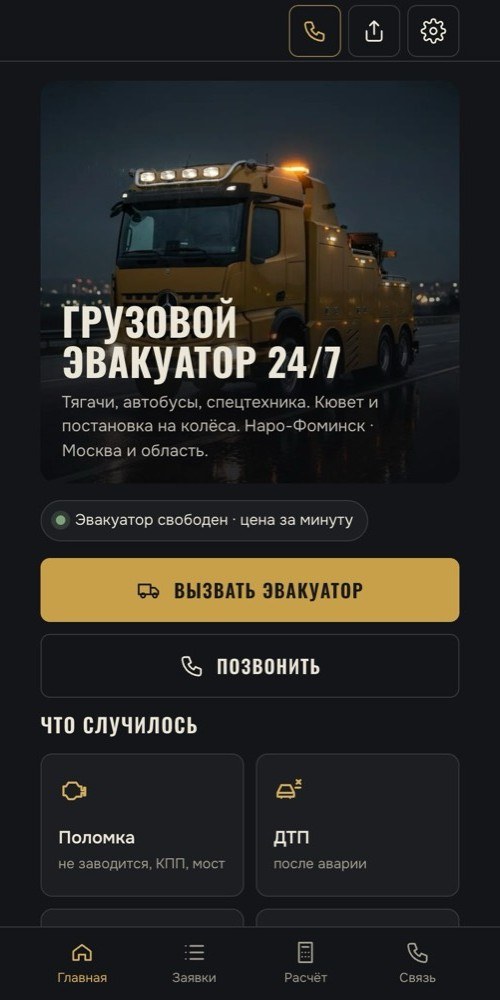 ГРУЗОВОЙ
ЭВАКУАТОР 24/7
Тягачи, автобусы, спецтехника. Кювет и
постановка на колёса. Наро-Фоминск ·
Москва и область.
Эвакуатор свободен · цена за минуту
ВЫЗВАТЬ ЭВАКУАТОР
ПОЗВОНИТЬ
ЧТО СЛУЧИЛОСЬ
Поломка
не заводится, КПП, мост
ДТП
после аварии
Главная
Заявки
Расчёт
Связь